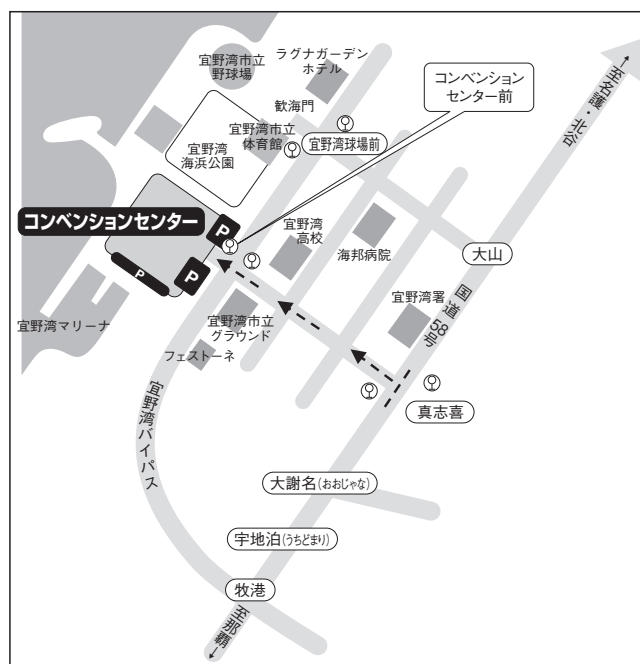 宜野湾市立
野球場
ラグナガーデン
ホテル
コンベンション
センター前
←至名護・北谷
歓海門
宜野湾市立
体育館
宜野湾球場前
宜野湾
海浜公園
コンベンションセンター
P
P
P
宜野湾
高校
海邦病院
大山
宜野湾署
国道58号
宜野湾マリーナ
宜野湾市立
グラウンド
フェストーネ
真志喜
宜野湾バイパス
大謝名(おおじゃな)
宇地泊(うちどまり)
牧港
至那覇→